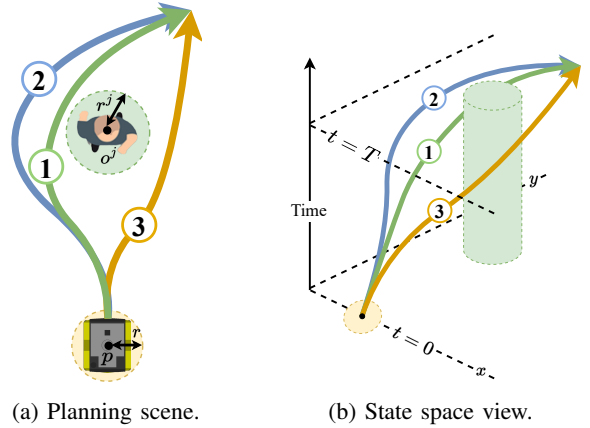 2
r^j
o^j
1
3
r
p
(a) Planning scene.
2
t = T
1
y
Time
3
t = 0
x
(b) State space view.